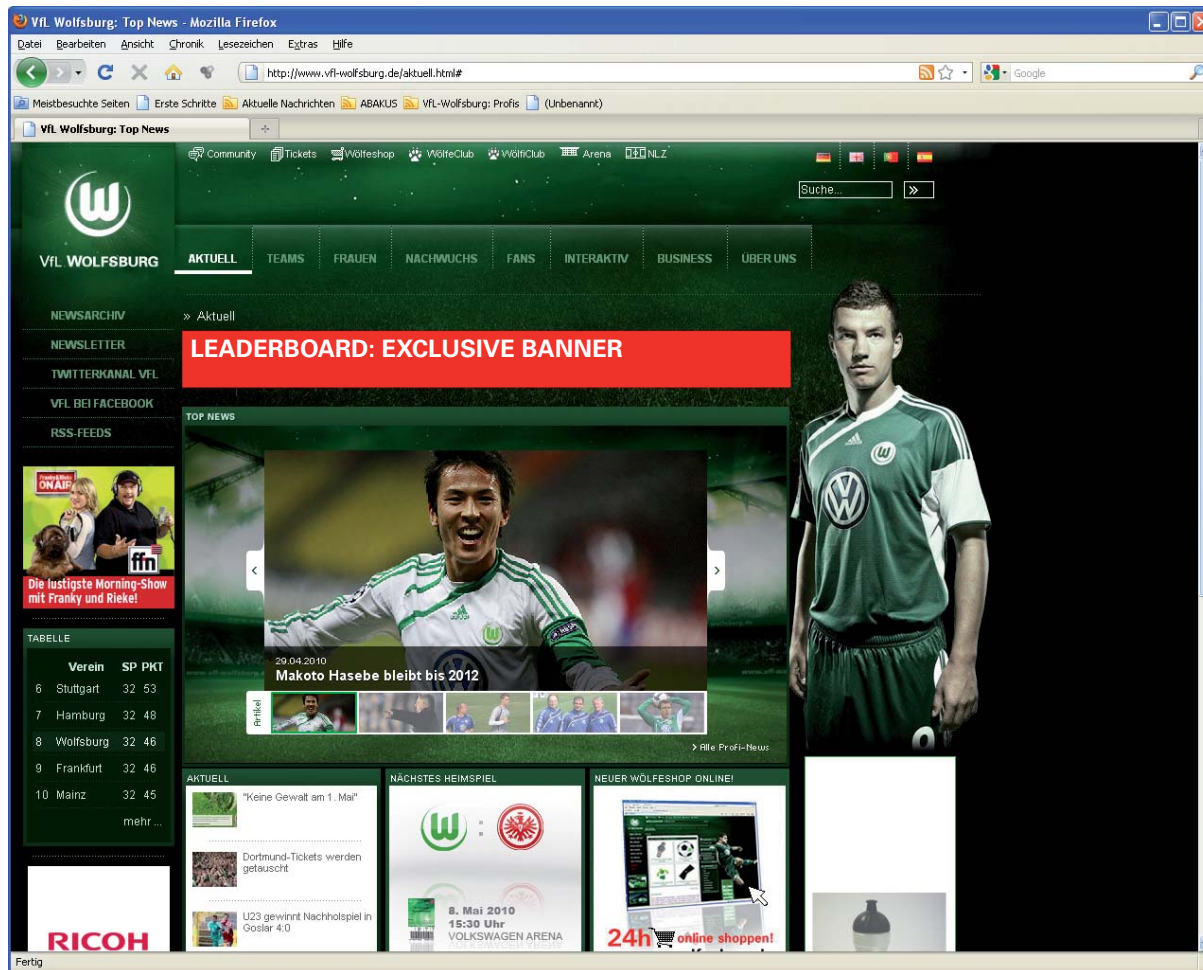 VfL Wolfsburg: Top News - Mozilla Firefox
Datei Bearbeiten Ansicht Chronik Lesezeichen Extras Hilfe
http://www.vfl-wolfsburg.de/aktuell.html#
Google
Meistbesuchte Seiten Erste Schritte Aktuelle Nachrichten ABAKUS VfL-Wolfsburg: Profis (Unbenannt)
VfL Wolfsburg: Top News
Community Tickets Wölfeshop WölfeClub WölfiClub Arena NLZ
Suche...
VfL WOLFSBURG
AKTUELL TEAMS FRAUEN NACHWUCHS FANS INTERAKTIV BUSINESS ÜBER UNS
NEWSARCHIV
NEWSLETTER
TWITTERKANAL VFL
VFL BEI FACEBOOK
RSS-FEEDS
» Aktuell
LEADERBOARD: EXCLUSIVE BANNER
TOP NEWS
ON AIR
ffn
Die lustigste Morning-Show
mit Franky und Rieke!
29.04.2010
Makoto Hasebe bleibt bis 2012
Artikel
> Alle Profi-News
TABELLE
Verein SP PKT
6 Stuttgart 32 53
7 Hamburg 32 48
8 Wolfsburg 32 46
9 Frankfurt 32 46
10 Mainz 32 45
mehr ...
RICOH
AKTUELL
"Keine Gewalt am 1. Mai"
Dortmund-Tickets werden
getauscht
U23 gewinnt Nachholspiel in
Goslar 4:0
NÄCHSTES HEIMSPIEL
:
8. Mai 2010
15:30 Uhr
VOLKSWAGEN ARENA
NEUER WÖLFESHOP ONLINE!
24h online shoppen!
Fertig